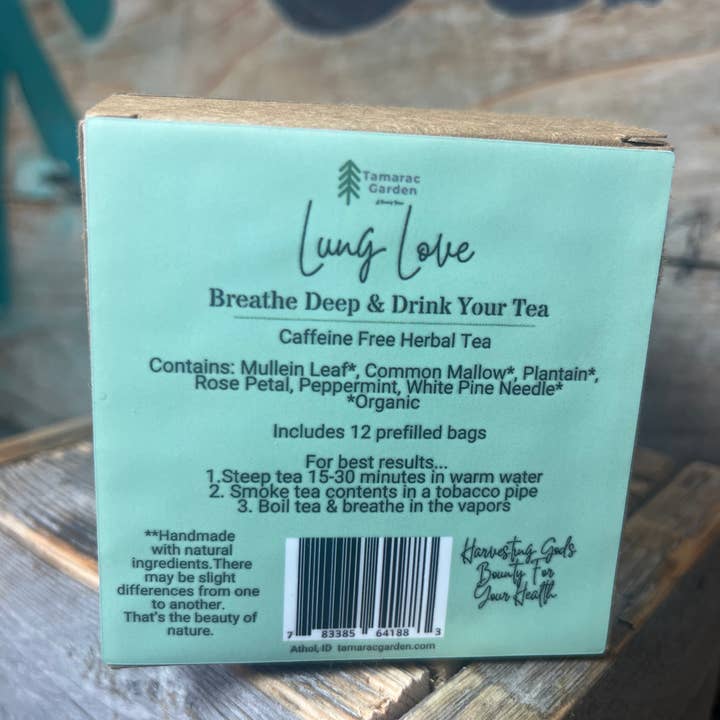 Tamarac
Garden
Lung Love
Breathe Deep & Drink Your Tea
Caffeine Free Herbal Tea
Contains: Mullein Leaf*, Common Mallow*, Plantain*,
Rose Petal, Peppermint, White Pine Needle*
*Organic
Includes 12 prefilled bags
For best results...
1.Steep tea 15-30 minutes in warm water
2. Smoke tea contents in a tobacco pipe
3. Boil tea & breathe in the vapors
**Handmade
with natural
ingredients.There
may be slight
differences from one
to another.
That's the beauty of
nature.
7 83385 64188 3
Athol, ID tamaracgarden.com
Harvesting Gods
Bounty For
Your Health